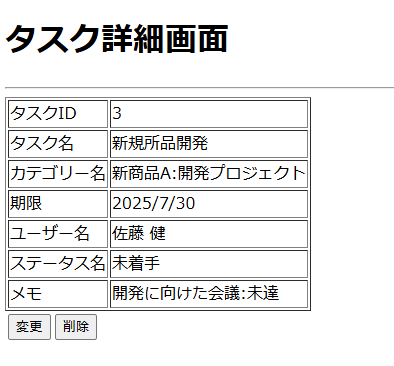 タスク詳細画面
タスクID 3
タスク名 新規所品開発
カテゴリー名 新商品A:開発プロジェクト
期限 2025/7/30
ユーザー名 佐藤 健
ステータス名 未着手
メモ 開発に向けた会議:未達
変更 削除